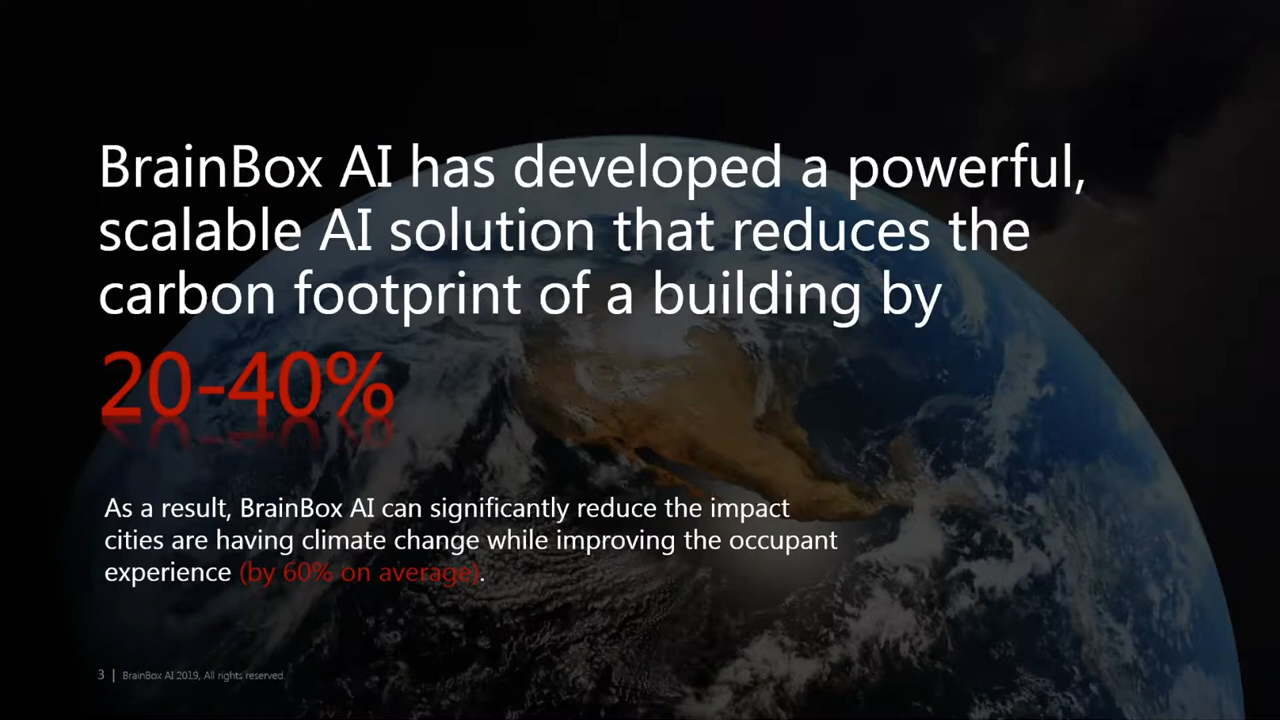 BrainBox AI has developed a powerful,
scalable AI solution that reduces the
carbon footprint of a building by
20-40%
As a result, BrainBox AI can significantly reduce the impact
cities are having climate change while improving the occupant
experience (by 60% on average).
3 | BrainBox AI 2019, All rights reserved.